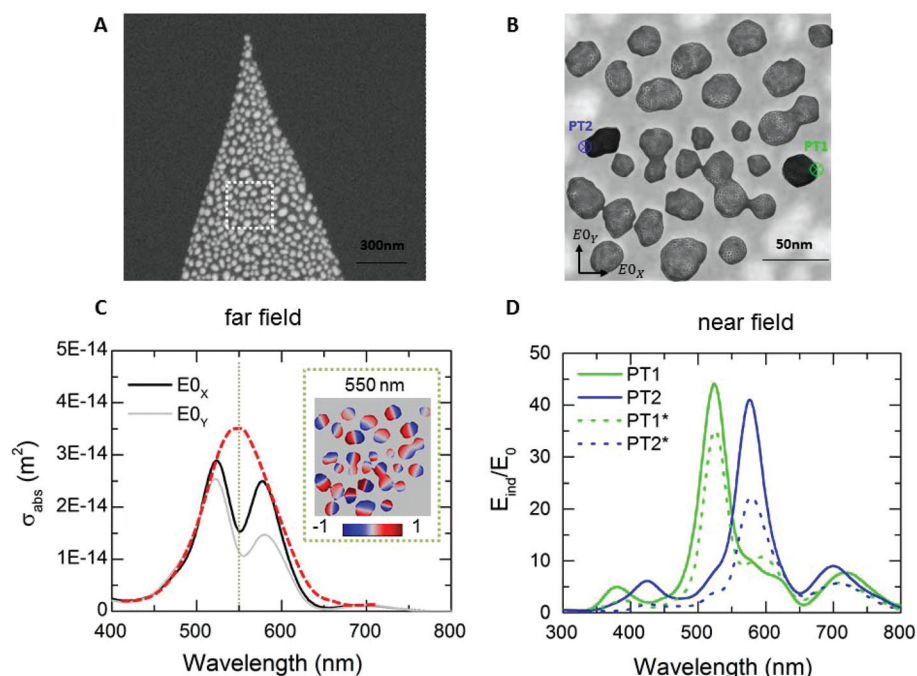 A
300nm
B
PT2
PT1
E0Y
E0X
50nm
C
far field
5E-14
4E-14
3E-14
2E-14
1E-14
0
σabs (m²)
E0X
E0Y
550 nm
-1 1
400 500 600 700 800
Wavelength (nm)
D
near field
50
40
30
20
10
0
Eind/E0
PT1
PT2
PT1*
PT2*
300 400 500 600 700 800
Wavelength (nm)